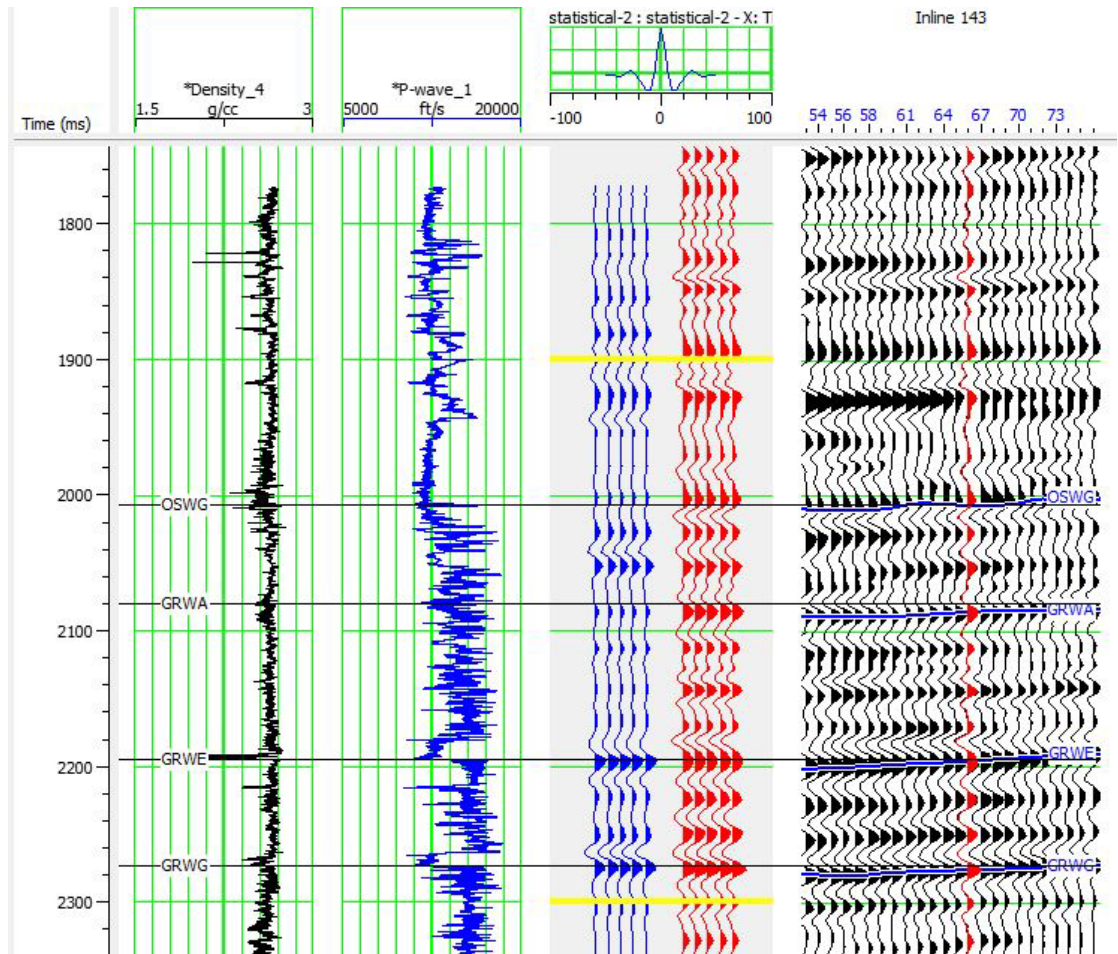 statistical-2 : statistical-2 - X: T
Inline 143
*Density_4
1.5 g/cc 3
*P-wave_1
5000 ft/s 20000
-100 0 100
54 56 58 61 64 67 70 73
Time (ms)
1800
1900
2000
OSWG OSWG
GRWA GRWA
2100
GRWE GRWE
2200
GRWG GRWG
2300